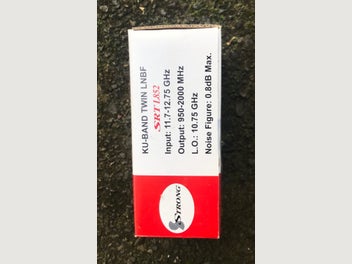 KU-BAND TWIN LNBF
SRT L852
Input: 11.7-12.75 GHz
Output: 950-2000 MHz
L.O.: 10.75 GHz
Noise Figure: 0.8dB Max.
STRONG